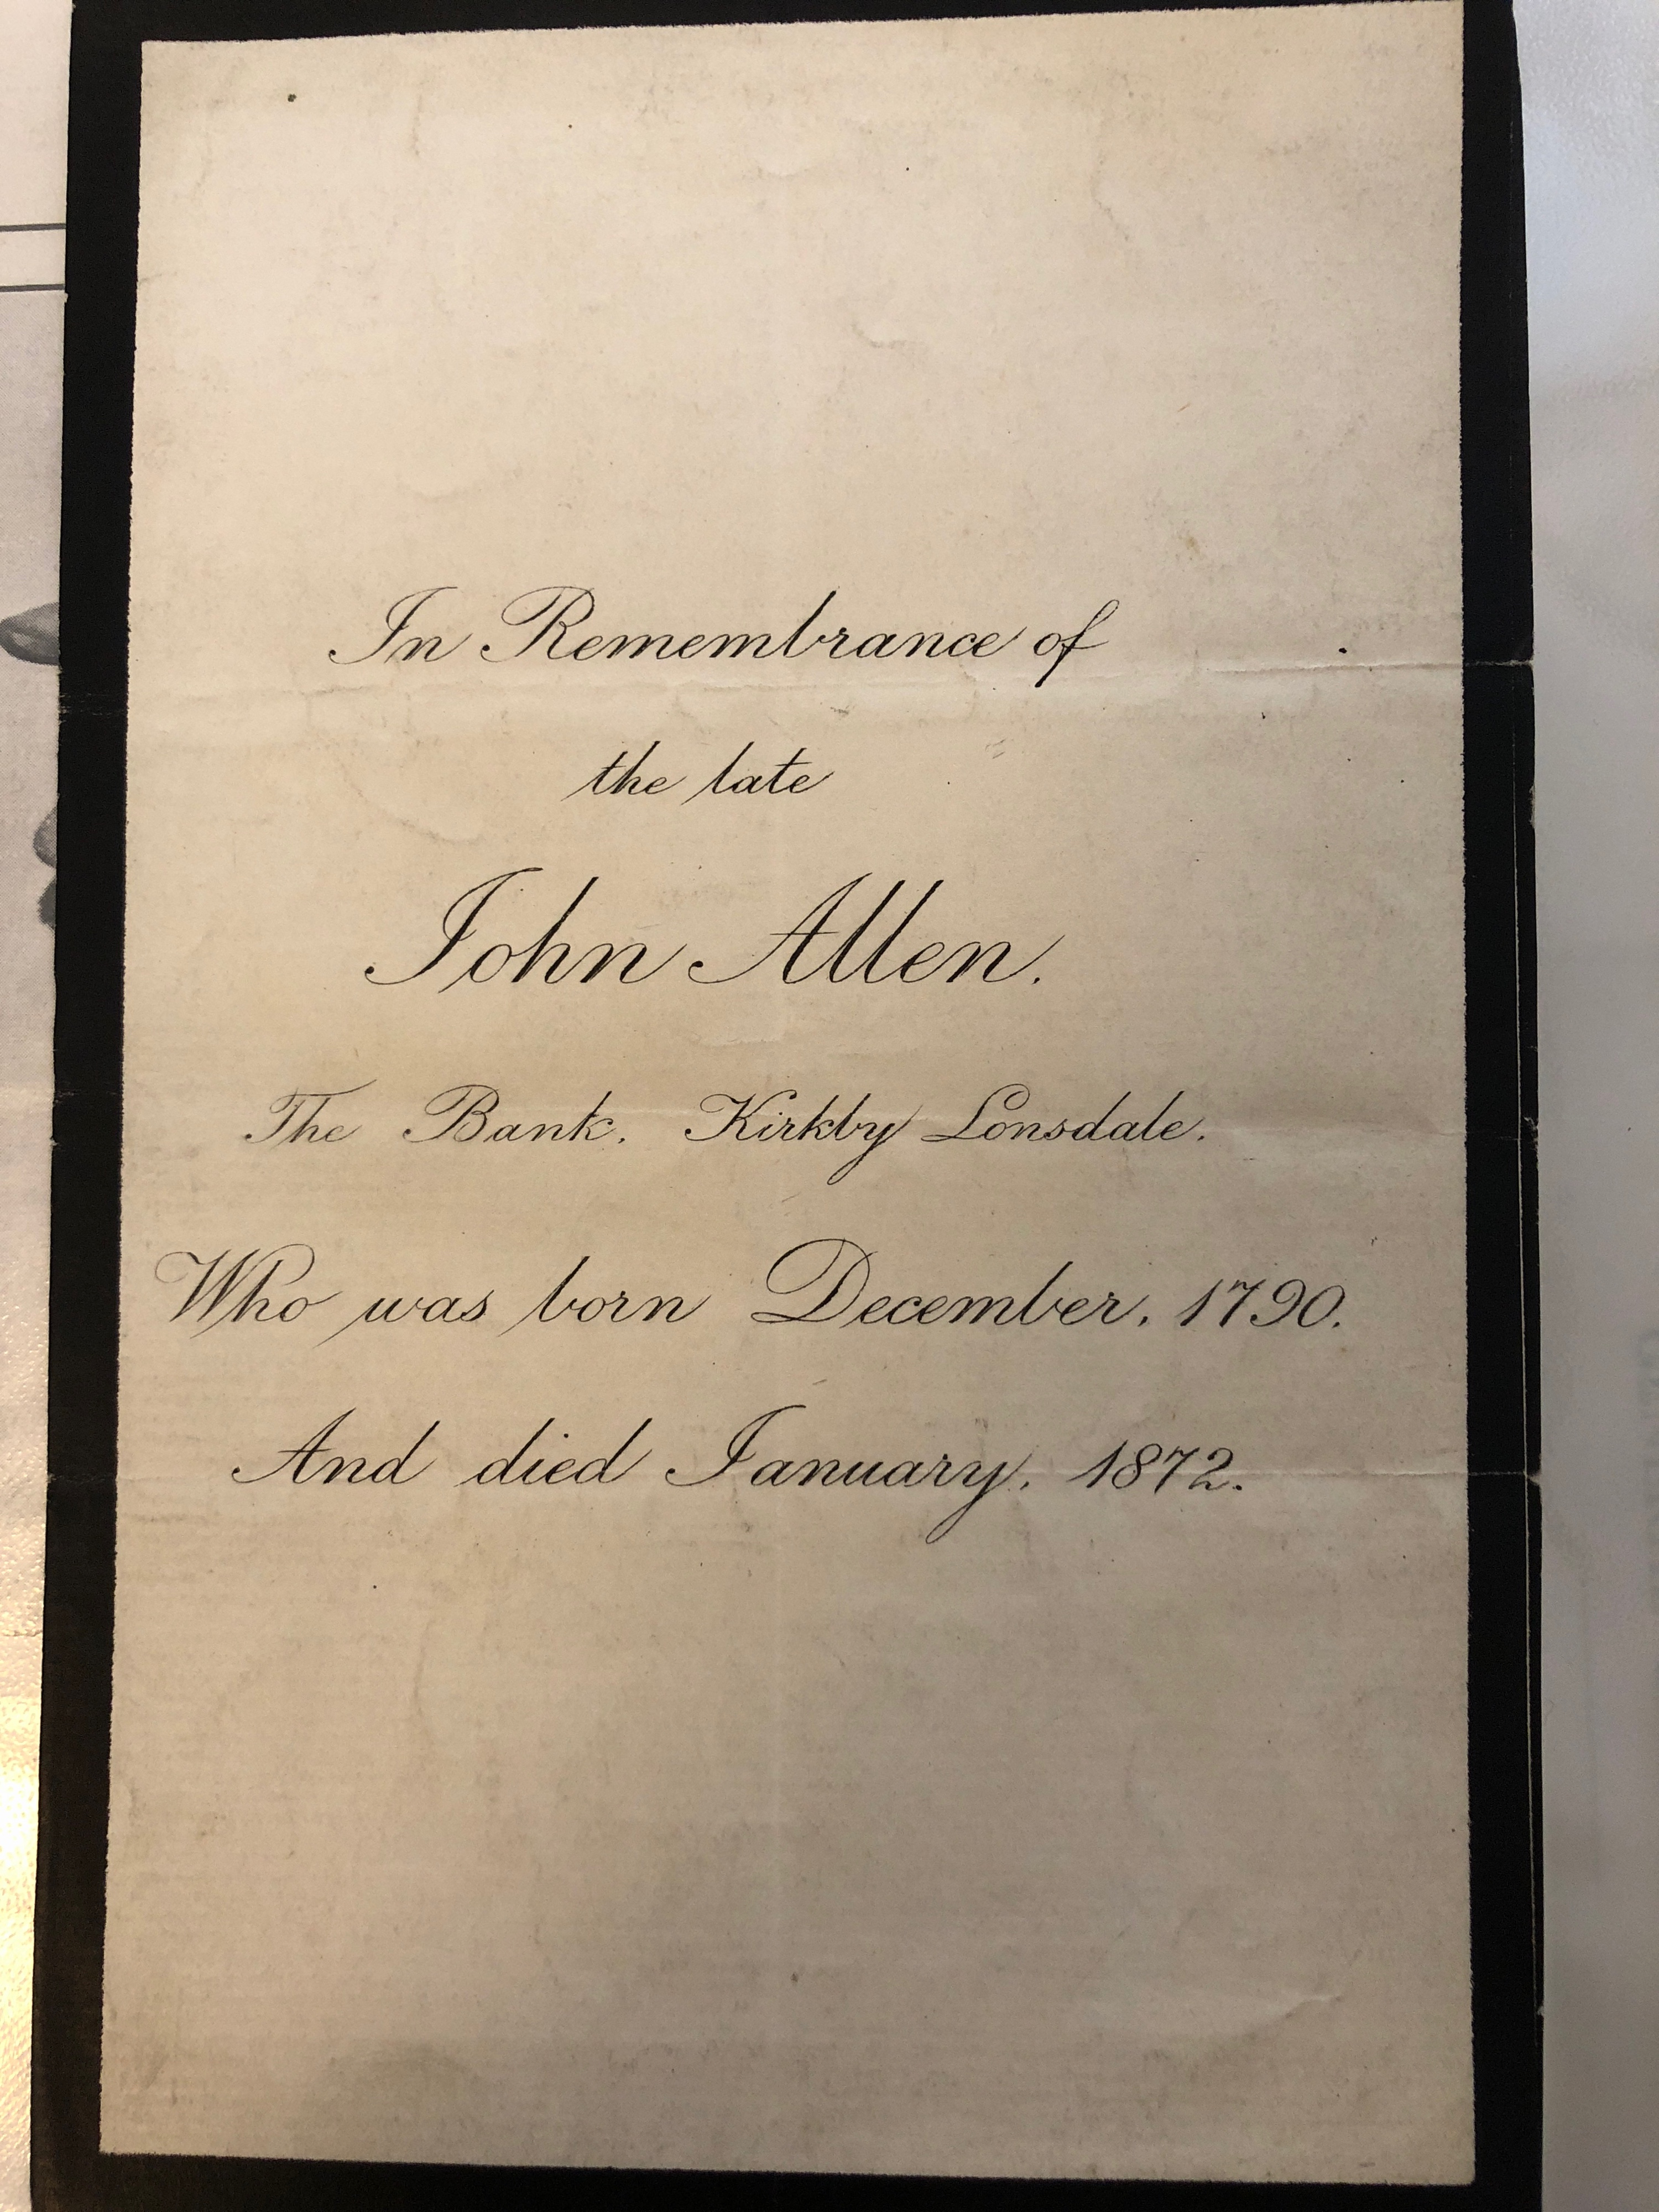 In Remembrance of
the late
John Allen.
The Bank. Kirkby Lonsdale.
Who was born December. 1790.
And died January. 1872.